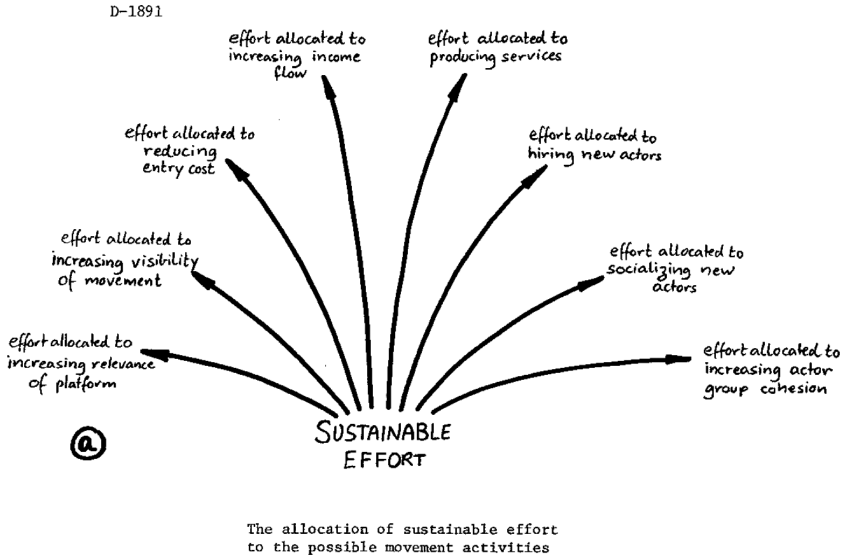 D-1891
effort allocated to
increasing income
flow
effort allocated to
producing services
effort allocated to
reducing
entry cost
effort allocated to
hiring new actors
effort allocated to
increasing visibility
of movement
effort allocated to
socializing new
actors
effort allocated to
increasing relevance
of platform
effort allocated to
increasing actor
group cohesion
a
SUSTAINABLE
EFFORT
The allocation of sustainable effort
to the possible movement activities